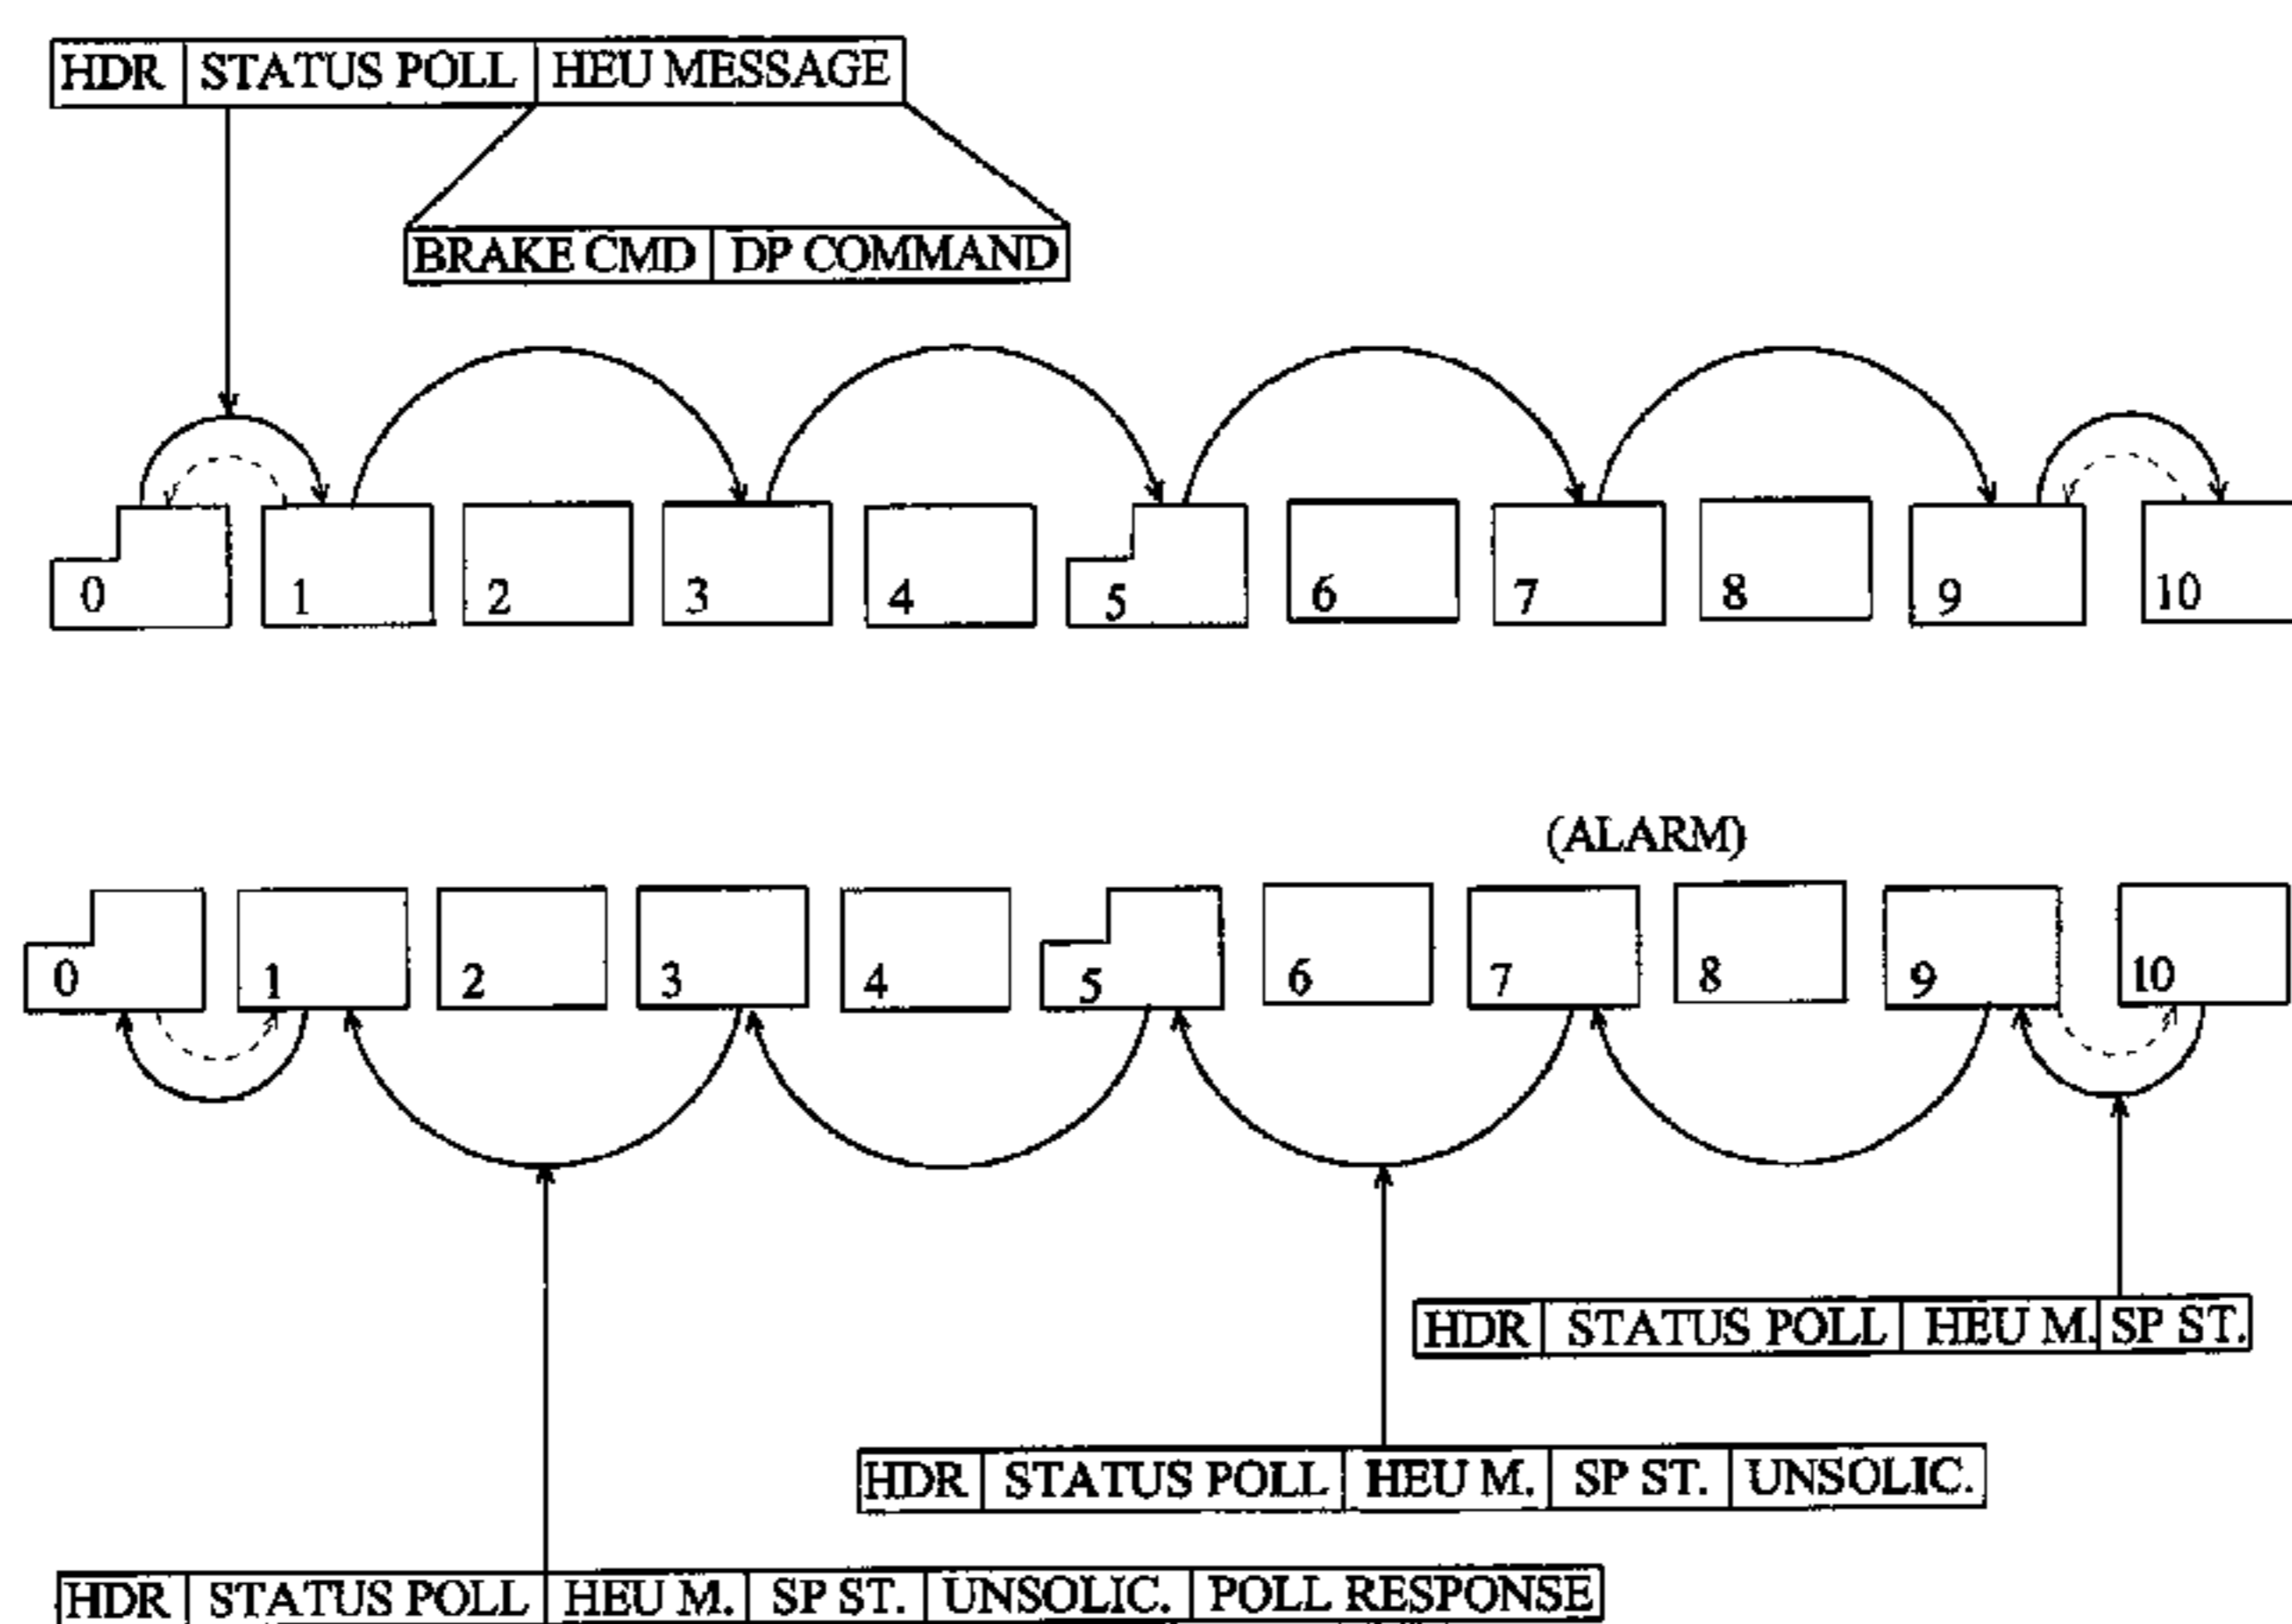 HDR STATUS POLL HEU MESSAGE
BRAKE CMD DP COMMAND
0 1 2 3 4 5 6 7 8 9 10
(ALARM)
0 1 2 3 4 5 6 7 8 9 10
HDR STATUS POLL HEU M. SP ST.
HDR STATUS POLL HEU M. SP ST. UNSOLIC.
HDR STATUS POLL HEU M. SP ST. UNSOLIC. POLL RESPONSE